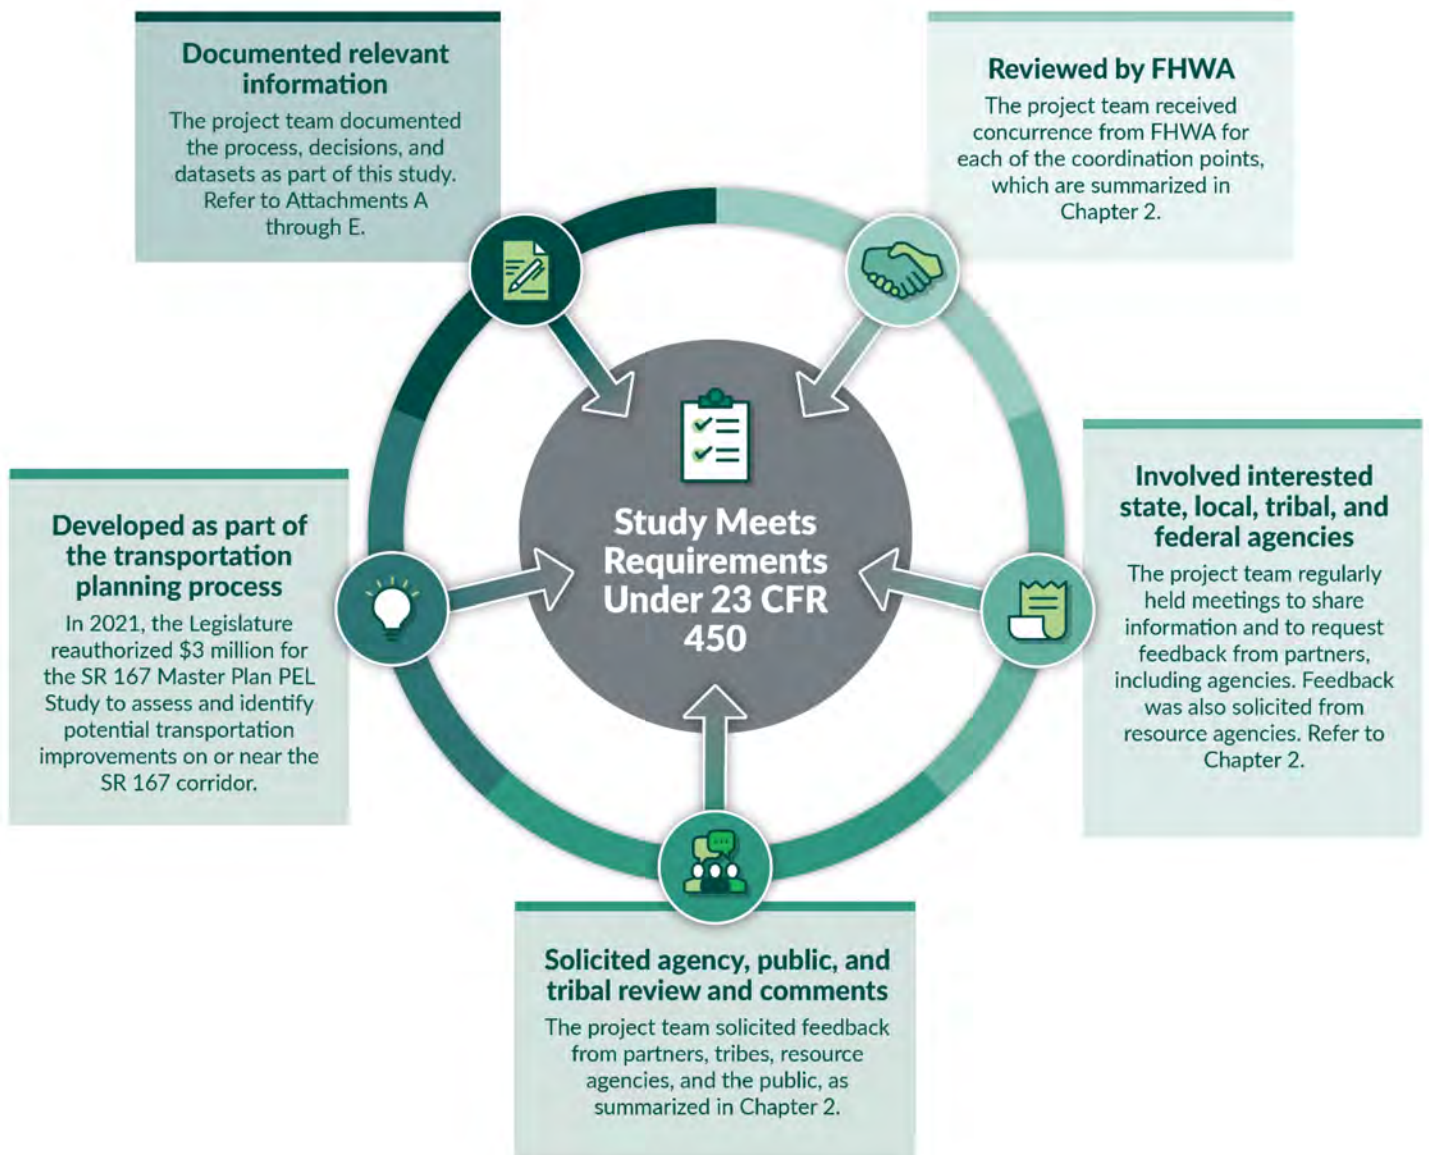 Documented relevant
information
The project team documented
the process, decisions, and
datasets as part of this study.
Refer to Attachments A
through E.
Reviewed by FHWA
The project team received
concurrence from FHWA for
each of the coordination points,
which are summarized in
Chapter 2.
Study Meets
Requirements
Under 23 CFR
450
Developed as part of
the transportation
planning process
In 2021, the Legislature
reauthorized $3 million for
the SR 167 Master Plan PEL
Study to assess and identify
potential transportation
improvements on or near the
SR 167 corridor.
Involved interested
state, local, tribal, and
federal agencies
The project team regularly
held meetings to share
information and to request
feedback from partners,
including agencies. Feedback
was also solicited from
resource agencies. Refer to
Chapter 2.
Solicited agency, public, and
tribal review and comments
The project team solicited feedback
from partners, tribes, resource
agencies, and the public, as
summarized in Chapter 2.